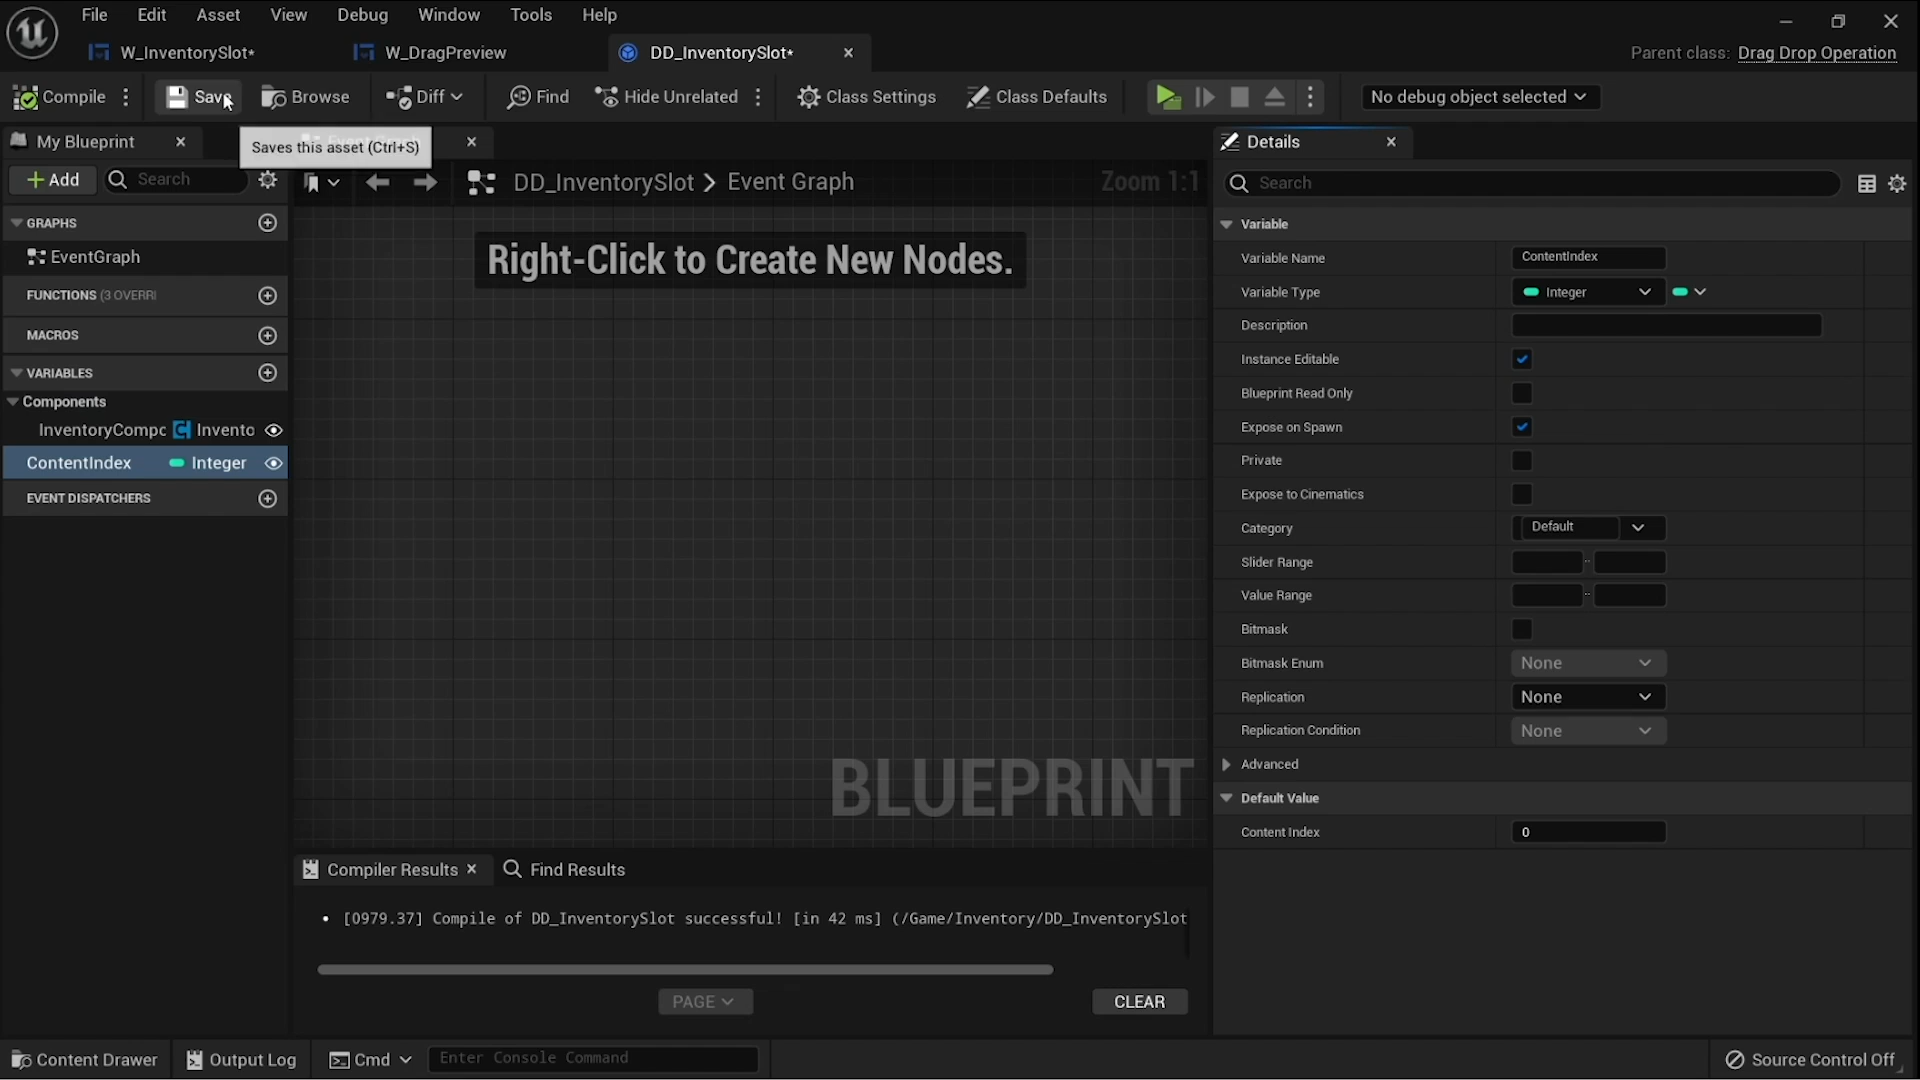 File Edit Asset View Debug Window Tools Help
W_InventorySlot* W_DragPreview DD_InventorySlot* Parent class: Drag Drop Operation
Compile Save Browse Diff Find Hide Unrelated Class Settings Class Defaults No debug object selected
My Blueprint Saves this asset (Ctrl+S) Details
Add Search DD_InventorySlot Event Graph Zoom 1:1 Search
GRAPHS
EventGraph
FUNCTIONS (3 OVERRI
MACROS
VARIABLES
Components
InventoryCompc Invento
ContentIndex Integer
EVENT DISPATCHERS
Right-Click to Create New Nodes.
BLUEPRINT
Variable
Variable Name ContentIndex
Variable Type Integer
Description
Instance Editable
Blueprint Read Only
Expose on Spawn
Private
Expose to Cinematics
Category Default
Slider Range ..
Value Range ..
Bitmask
Bitmask Enum None
Replication None
Replication Condition None
Advanced
Default Value
Content Index 0
Compiler Results Find Results
• [0979.37] Compile of DD_InventorySlot successful! [in 42 ms] (/Game/Inventory/DD_InventorySlot
PAGE CLEAR
Content Drawer Output Log Cmd Enter Console Command Source Control Off